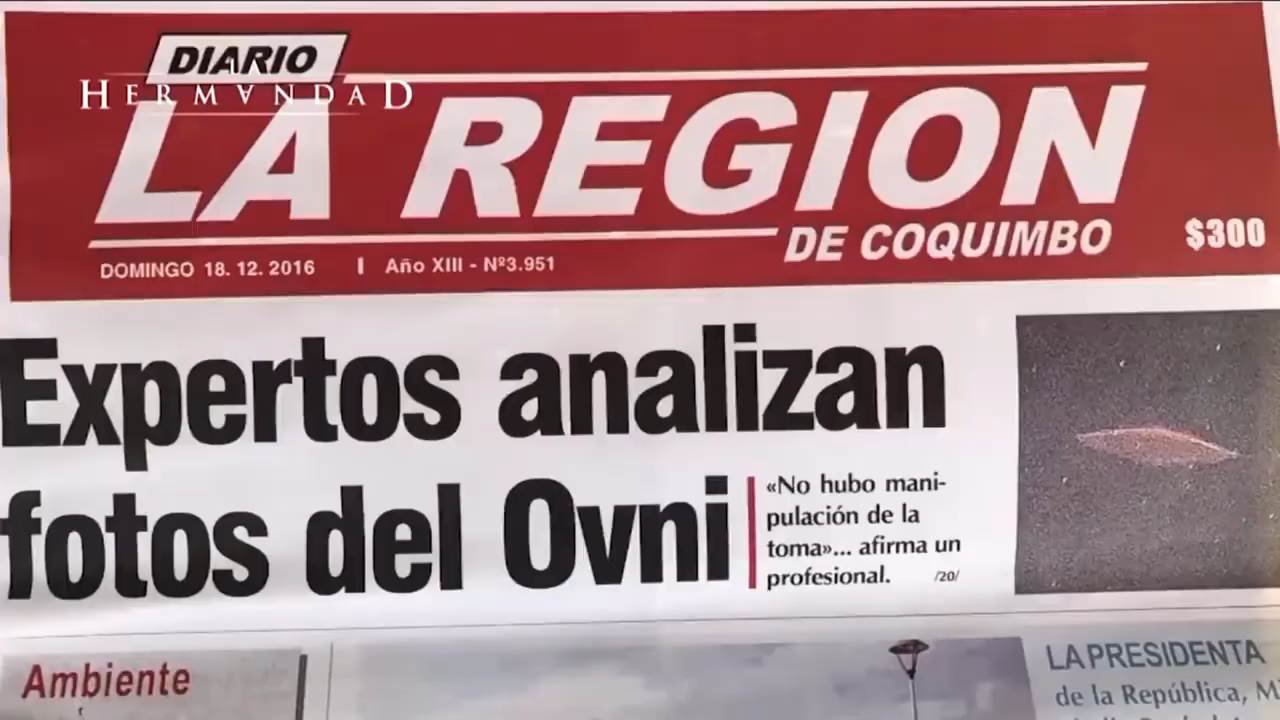 DIARIO
LA
HERMANDAD
LA REGION
DE COQUIMBO
$300
DOMINGO 18. 12. 2016 | Año XIII - Nº3.951
Expertos analizan
fotos del Ovni
«No hubo mani-
pulación de la
toma»... afirma un
profesional. /20/
Ambiente
LA PRESIDENTA
de la República, M